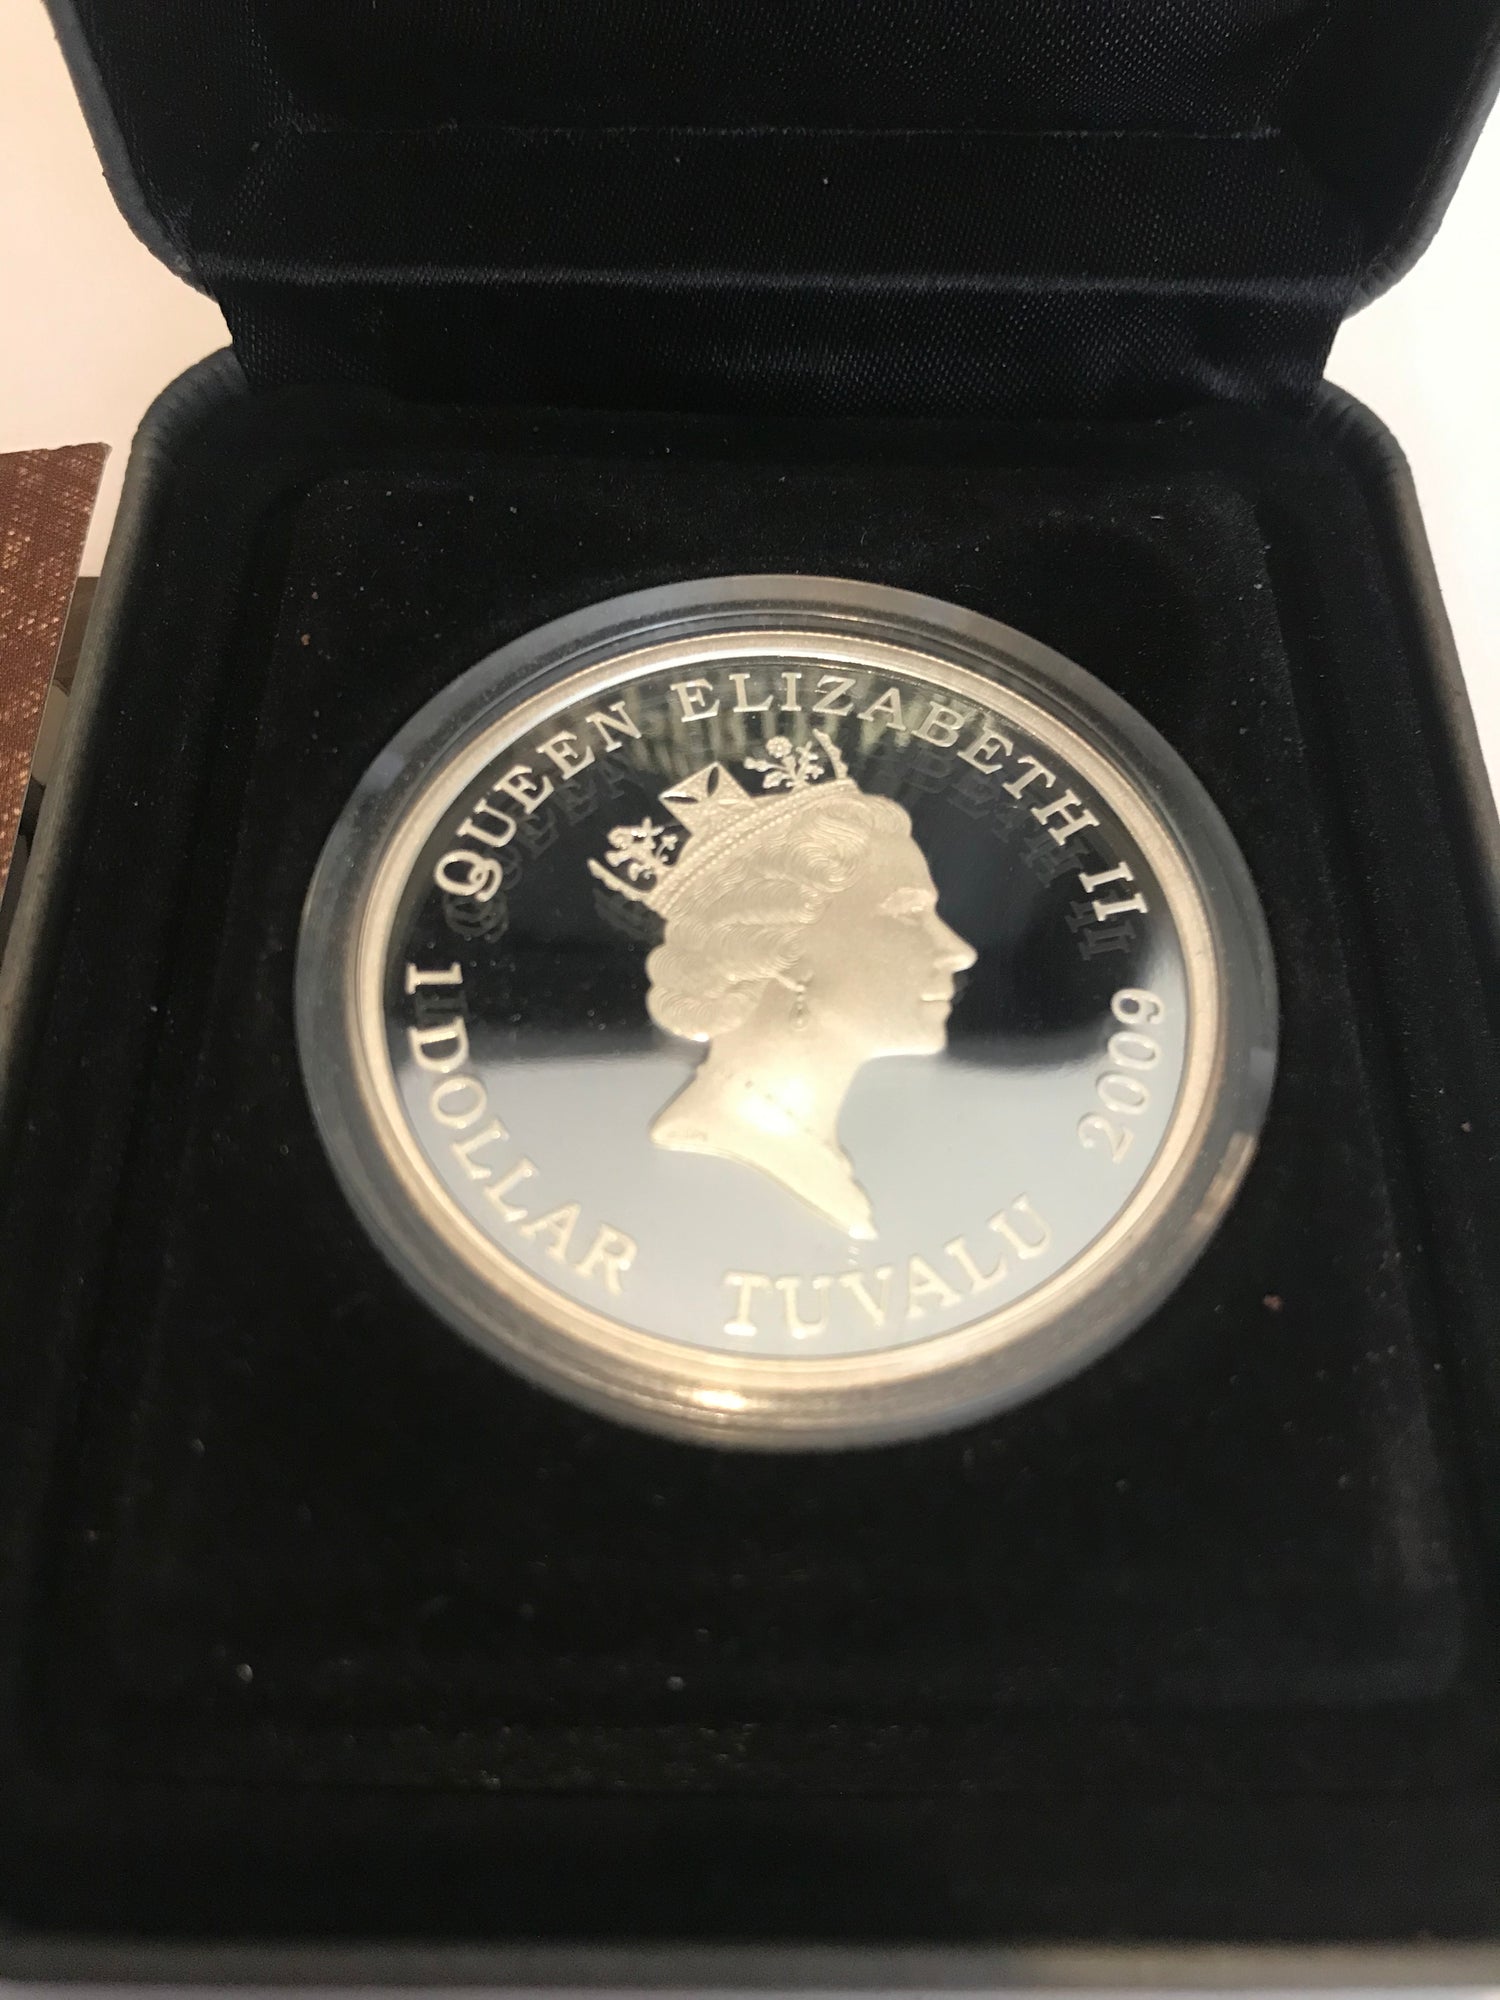 QUEEN ELIZABETH II
2009
TUVALU
1 DOLLAR